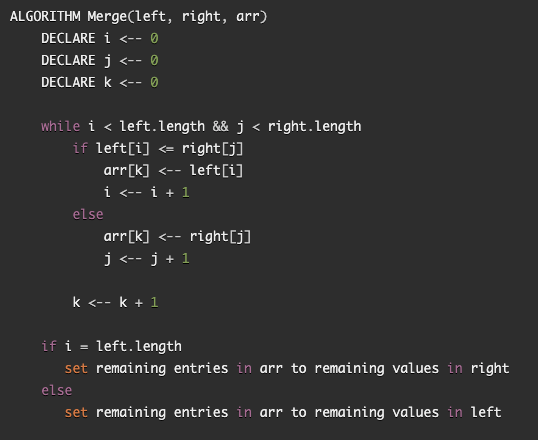 ALGORITHM Merge(left, right, arr)
    DECLARE i <-- 0
    DECLARE j <-- 0
    DECLARE k <-- 0

    while i < left.length && j < right.length
        if left[i] <= right[j]
            arr[k] <-- left[i]
            i <-- i + 1
        else
            arr[k] <-- right[j]
            j <-- j + 1

        k <-- k + 1

    if i = left.length
       set remaining entries in arr to remaining values in right
    else
       set remaining entries in arr to remaining values in left